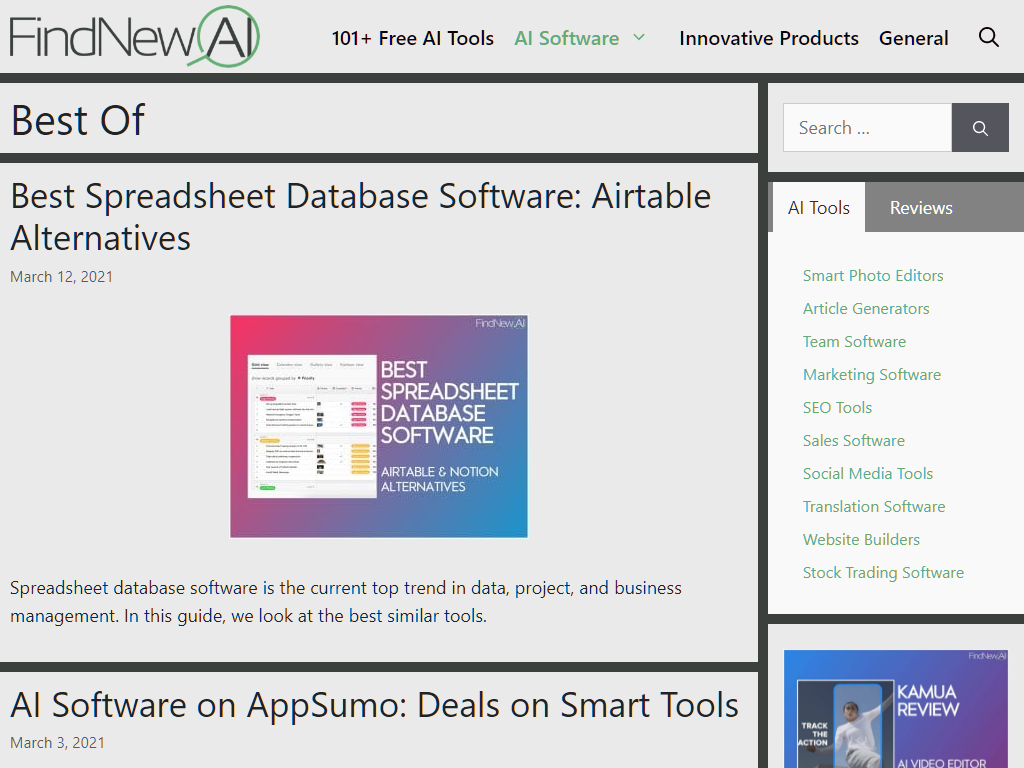 FindNewAI
101+ Free AI Tools
AI Software
Innovative Products
General
Best Of
Search ...
Best Spreadsheet Database Software: Airtable
Alternatives
March 12, 2021
AI Tools
Reviews
Smart Photo Editors
Article Generators
Team Software
Marketing Software
SEO Tools
Sales Software
Social Media Tools
Translation Software
Website Builders
Stock Trading Software
FindNewAI
BEST
SPREADSHEET
DATABASE
SOFTWARE
AIRTABLE & NOTION
ALTERNATIVES
Spreadsheet database software is the current top trend in data, project, and business
management. In this guide, we look at the best similar tools.
FindNewAI
KAMUA
REVIEW
TRACK
THE
ACTION
AI VIDEO EDITOR
AI Software on AppSumo: Deals on Smart Tools
March 3, 2021